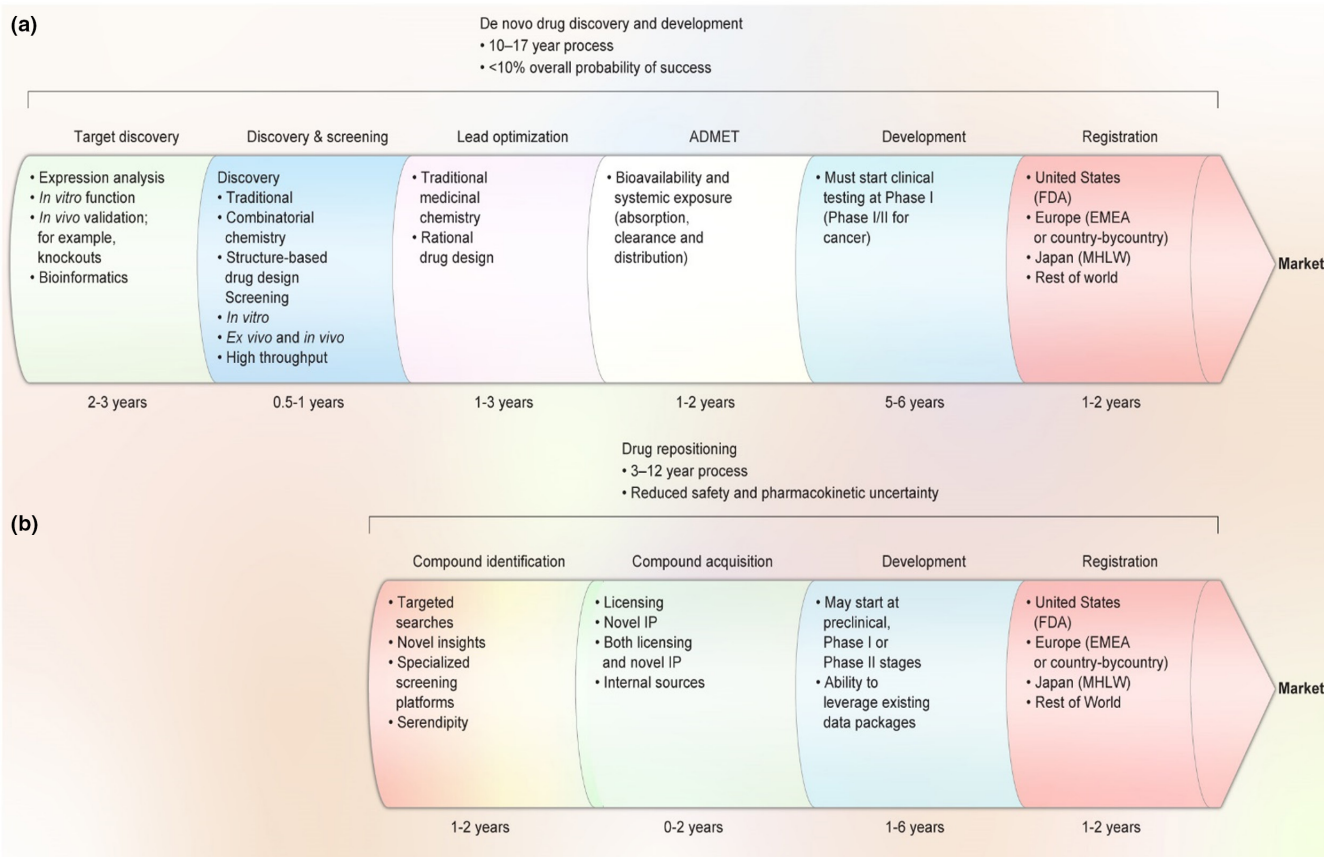 (a)
De novo drug discovery and development
• 10–17 year process
• <10% overall probability of success
Target discovery
• Expression analysis
• In vitro function
• In vivo validation;
for example,
knockouts
• Bioinformatics
2-3 years
Discovery & screening
Discovery
• Traditional
• Combinatorial
chemistry
• Structure-based
drug design
Screening
• In vitro
• Ex vivo and in vivo
• High throughput
0.5-1 years
Lead optimization
• Traditional
medicinal
chemistry
• Rational
drug design
1-3 years
ADMET
• Bioavailability and
systemic exposure
(absorption,
clearance and
distribution)
1-2 years
Development
• Must start clinical
testing at Phase I
(Phase I/II for
cancer)
5-6 years
Registration
• United States
(FDA)
• Europe (EMEA
or country-bycountry)
• Japan (MHLW)
• Rest of world
1-2 years
Market
(b)
Drug repositioning
• 3–12 year process
• Reduced safety and pharmacokinetic uncertainty
Compound identification
• Targeted
searches
• Novel insights
• Specialized
screening
platforms
• Serendipity
1-2 years
Compound acquisition
• Licensing
• Novel IP
• Both licensing
and novel IP
• Internal sources
0-2 years
Development
• May start at
preclinical,
Phase I or
Phase II stages
• Ability to
leverage existing
data packages
1-6 years
Registration
• United States
(FDA)
• Europe (EMEA
or country-bycountry)
• Japan (MHLW)
• Rest of World
1-2 years
Market